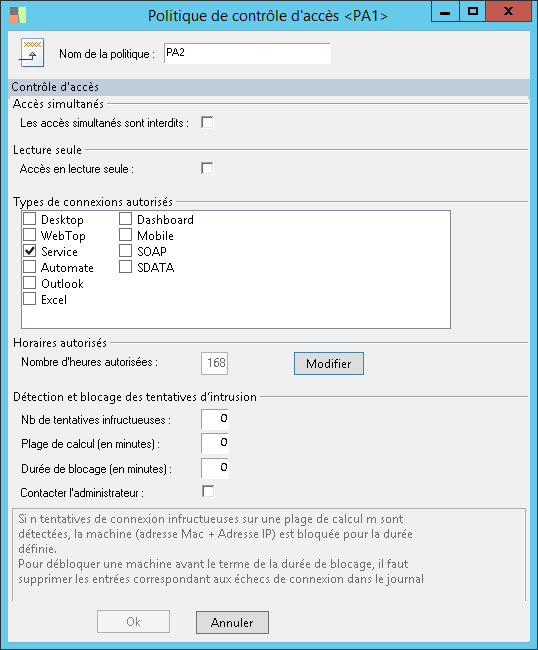 Politique de contrôle d'accès <PA1>
Nom de la politique : PA2
Contrôle d'accès
Accès simultanés
Les accès simultanés sont interdits :
Lecture seule
Accès en lecture seule :
Types de connexions autorisés
Desktop Dashboard
WebTop Mobile
Service SOAP
Automate SDATA
Outlook
Excel
Horaires autorisés
Nombre d'heures autorisées : 168 Modifier
Détection et blocage des tentatives d'intrusion
Nb de tentatives infructueuses : 0
Plage de calcul (en minutes) : 0
Durée de blocage (en minutes) : 0
Contacter l'administrateur :
Si n tentatives de connexion infructueuses sur une plage de calcul m sont
détectées, la machine (adresse Mac + Adresse IP) est bloquée pour la durée
définie.
Pour débloquer une machine avant le terme de la durée de blocage, il faut
supprimer les entrées correspondant aux échecs de connexion dans le journal
Ok Annuler